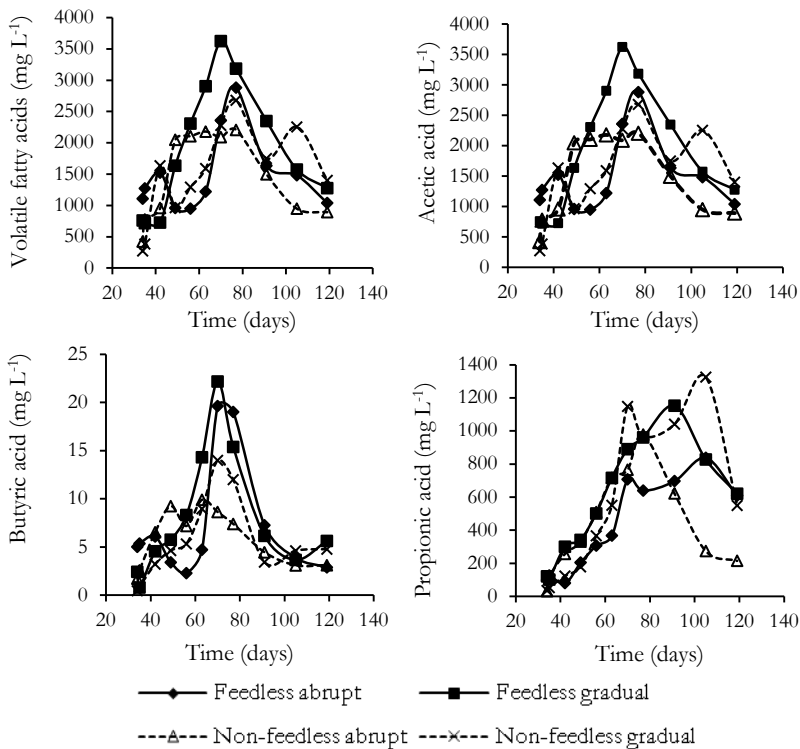 Volatile fatty acids (mg L-1)
4000
3500
3000
2500
2000
1500
1000
500
0
20 40 60 80 100 120 140
Time (days)
Acetic acid (mg L-1)
4000
3500
3000
2500
2000
1500
1000
500
0
20 40 60 80 100 120 140
Time (days)
Butyric acid (mg L-1)
25
20
15
10
5
0
20 40 60 80 100 120 140
Time (days)
Propionic acid (mg L-1)
1400
1200
1000
800
600
400
200
0
20 40 60 80 100 120 140
Time (days)
Feedless abrupt Feedless gradual
Non-feedless abrupt Non-feedless gradual